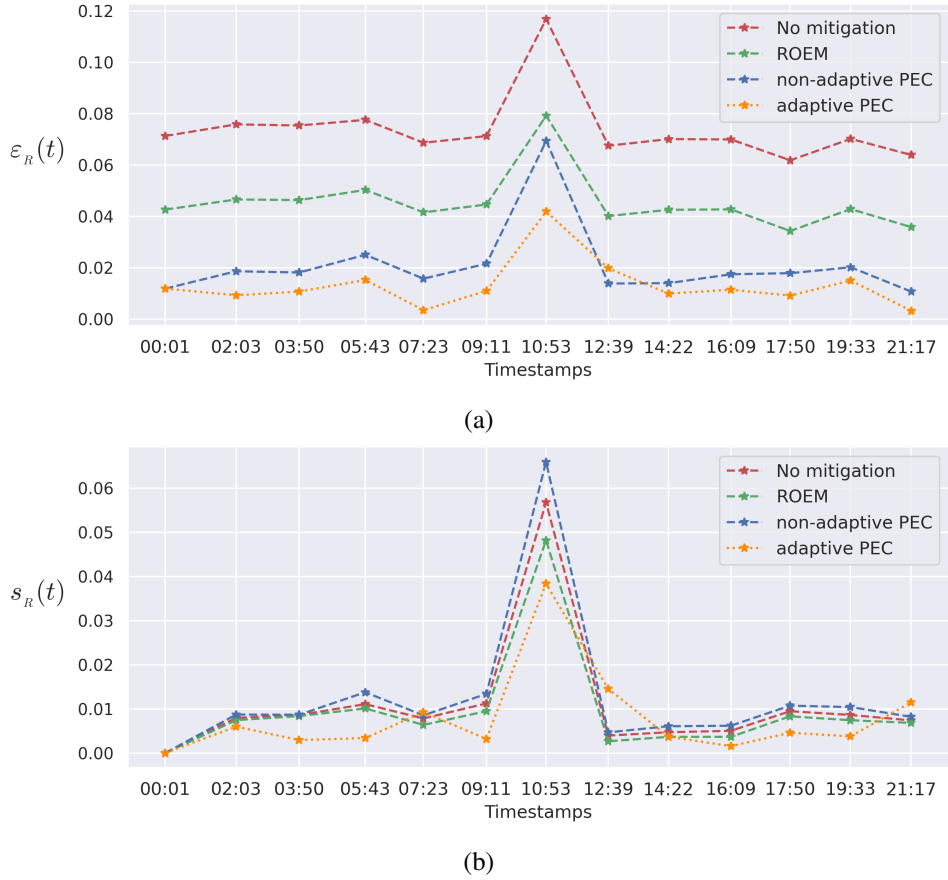 0.12
0.10
0.08
0.06
0.04
0.02
0.00
ε_R(t)
No mitigation
ROEM
non-adaptive PEC
adaptive PEC
00:01 02:03 03:50 05:43 07:23 09:11 10:53 12:39 14:22 16:09 17:50 19:33 21:17
Timestamps
(a)
0.06
0.05
0.04
0.03
0.02
0.01
0.00
s_R(t)
No mitigation
ROEM
non-adaptive PEC
adaptive PEC
00:01 02:03 03:50 05:43 07:23 09:11 10:53 12:39 14:22 16:09 17:50 19:33 21:17
Timestamps
(b)